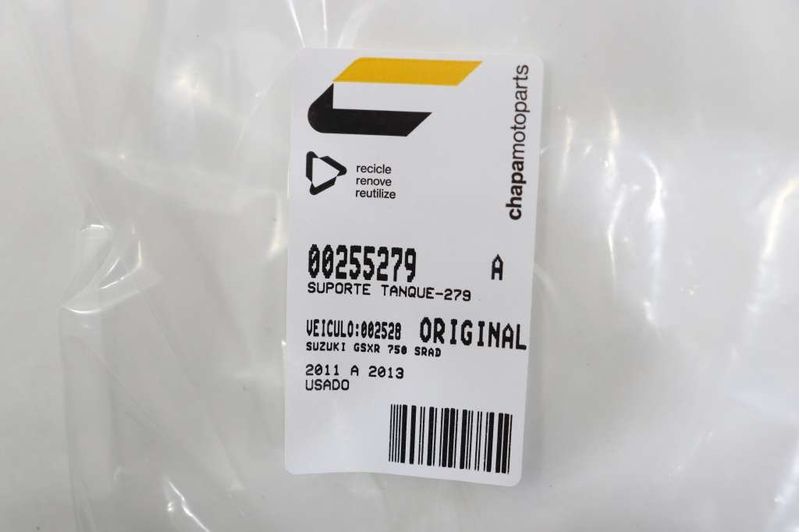 chapamotoparts
recicle
renove
reutilize
00255279 A
SUPORTE TANQUE-279
VEICULO:002528 ORIGINAL
SUZUKI GSXR 750 SRAD
2011 A 2013
USADO